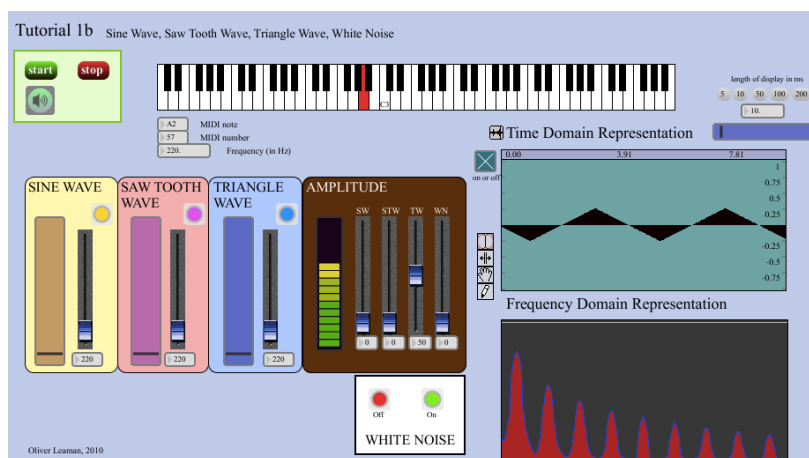 Tutorial 1b Sine Wave, Saw Tooth Wave, Triangle Wave, White Noise
start stop
C3
A2 MIDI note
57 MIDI number
220. Frequency (in Hz)
length of display in ms
5 10 50 100 200
10.
Time Domain Representation
on or off
0.00 3.91 7.81
1
0.75
0.5
0.25
-0.25
-0.5
-0.75
SINE WAVE
220
SAW TOOTH
WAVE
220
TRIANGLE
WAVE
220
AMPLITUDE
SW STW TW WN
0 0 50 0
Frequency Domain Representation
Off On
WHITE NOISE
Oliver Leaman, 2010